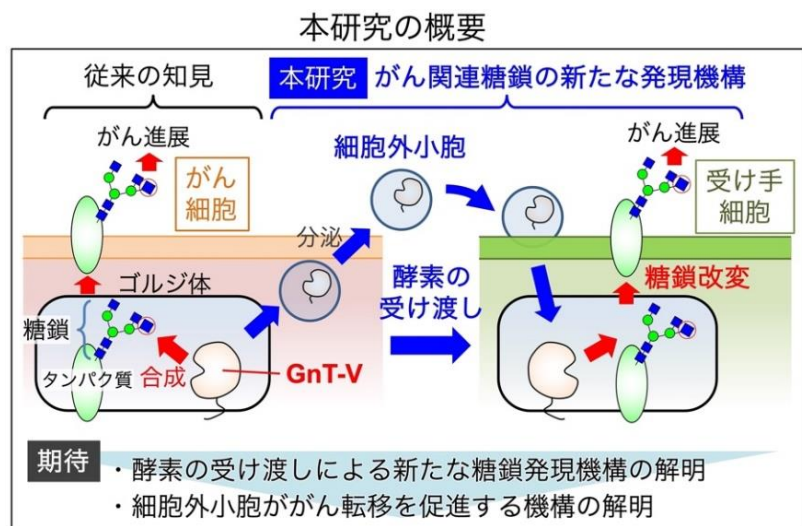 本研究の概要
従来の知見
本研究 がん関連糖鎖の新たな発現機構
がん進展
がん
細胞
細胞外小胞
がん進展
受け手
細胞
分泌
ゴルジ体
酵素の
受け渡し
糖鎖改変
糖鎖
タンパク質
合成
GnT-V
期待
・酵素の受け渡しによる新たな糖鎖発現機構の解明
・細胞外小胞ががん転移を促進する機構の解明